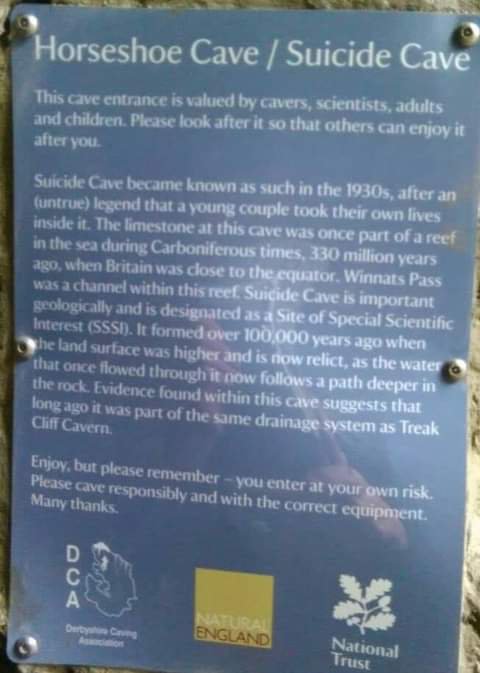 Horseshoe Cave / Suicide Cave
This cave entrance is valued by cavers, scientists, adults
and children. Please look after it so that others can enjoy it
after you.
Suicide Cave became known as such in the 1930s, after an
(untrue) legend that a young couple took their own lives
inside it. The limestone at this cave was once part of a reef
in the sea during Carboniferous times, 330 million years
ago, when Britain was close to the equator. Winnats Pass
was a channel within this reef. Suicide Cave is important
geologically and is designated as a Site of Special Scientific
Interest (SSSI). It formed over 100,000 years ago when
the land surface was higher and is now relict, as the water
that once flowed through it now follows a path deeper in
the rock. Evidence found within this cave suggests that
long ago it was part of the same drainage system as Treak
Cliff Cavern.
Enjoy, but please remember – you enter at your own risk.
Please cave responsibly and with the correct equipment.
Many thanks.
D
C
A
Derbyshire Caving
Association
NATURAL
ENGLAND
National
Trust